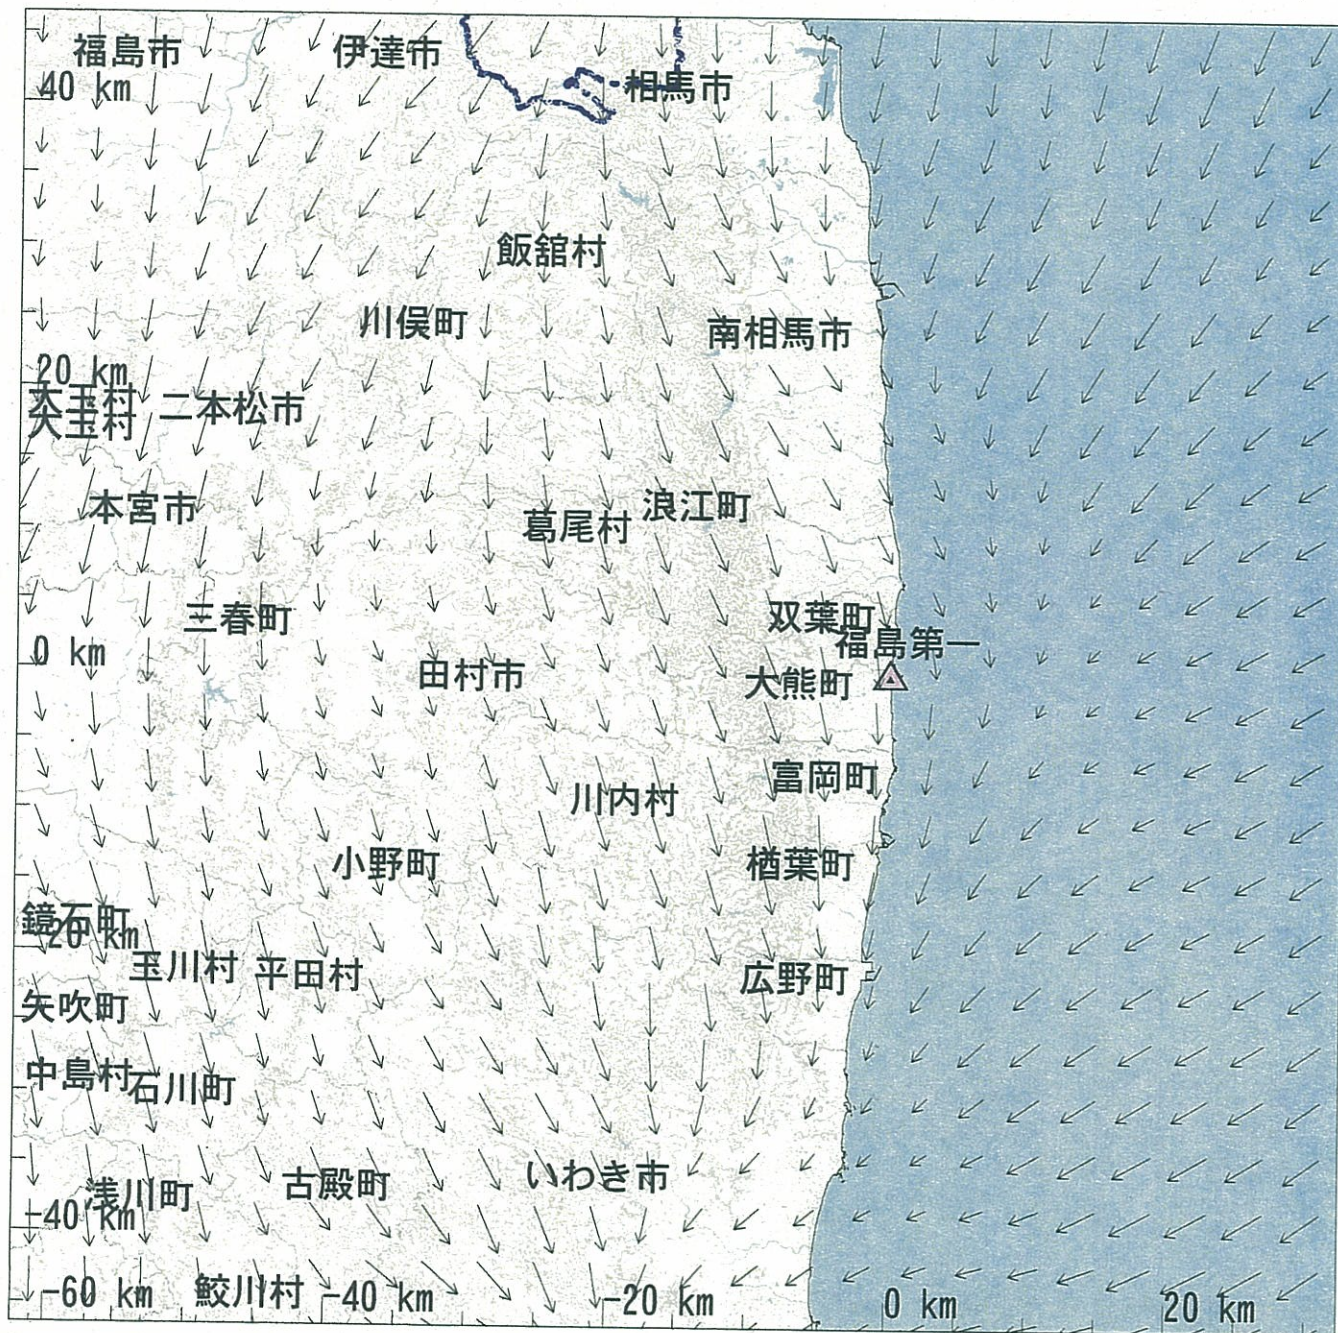 福島市
伊達市
40 km
相馬市
飯舘村
川俣町
南相馬市
20 km
大玉村
大玉村
二本松市
本宮市
葛尾村
浪江町
三春町
双葉町
福島第一
0 km
田村市
大熊町
川内村
富岡町
小野町
楢葉町
鏡石町
-20 km
玉川村
平田村
広野町
矢吹町
中島村
石川町
浅川町
古殿町
いわき市
-40 km
-60 km
鮫川村
-40 km
-20 km
0 km
20 km